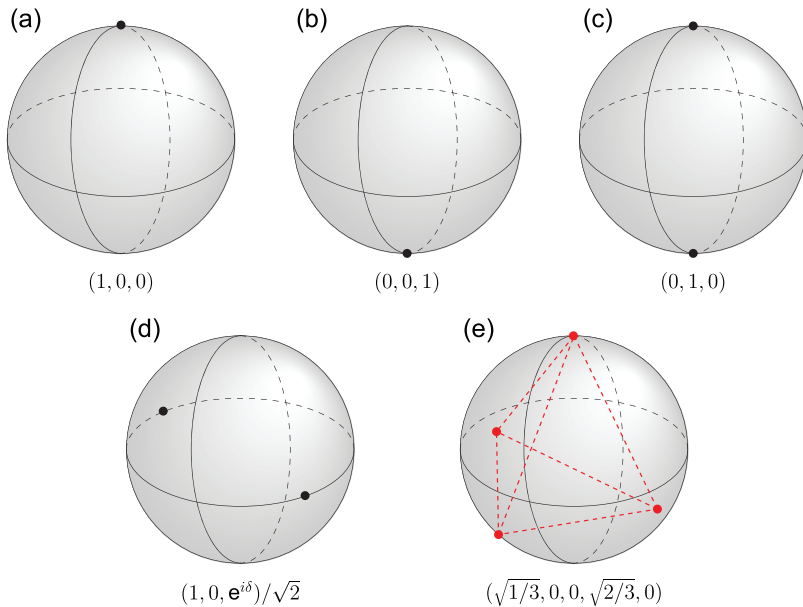 (a) (b) (c)
(1, 0, 0) (0, 0, 1) (0, 1, 0)
(d) (e)
(1, 0, e^{iδ})/√2 (√1/3, 0, 0, √2/3, 0)